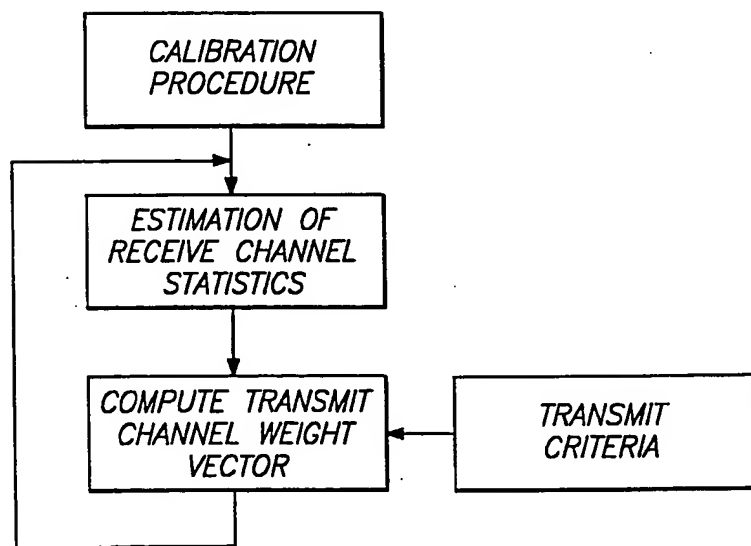 CALIBRATION
PROCEDURE
ESTIMATION OF
RECEIVE CHANNEL
STATISTICS
COMPUTE TRANSMIT
CHANNEL WEIGHT
VECTOR
TRANSMIT
CRITERIA